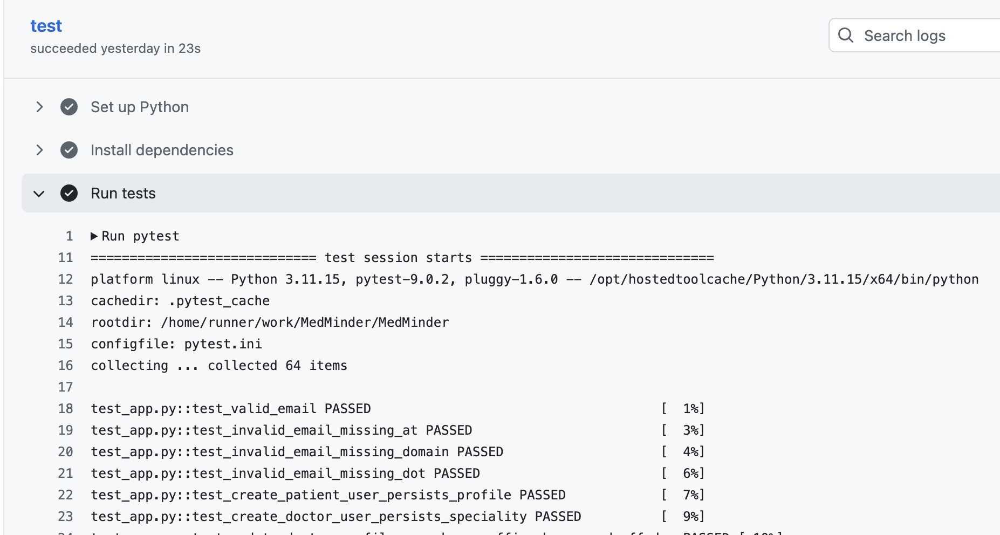 test
succeeded yesterday in 23s
Search logs
Set up Python
Install dependencies
Run tests
1 Run pytest
11 ============================= test session starts ==============================
12 platform linux -- Python 3.11.15, pytest-9.0.2, pluggy-1.6.0 -- /opt/hostedtoolcache/Python/3.11.15/x64/bin/python
13 cachedir: .pytest_cache
14 rootdir: /home/runner/work/MedMinder/MedMinder
15 configfile: pytest.ini
16 collecting ... collected 64 items
17
18 test_app.py::test_valid_email PASSED [  1%]
19 test_app.py::test_invalid_email_missing_at PASSED [  3%]
20 test_app.py::test_invalid_email_missing_domain PASSED [  4%]
21 test_app.py::test_invalid_email_missing_dot PASSED [  6%]
22 test_app.py::test_create_patient_user_persists_profile PASSED [  7%]
23 test_app.py::test_create_doctor_user_persists_speciality PASSED [  9%]